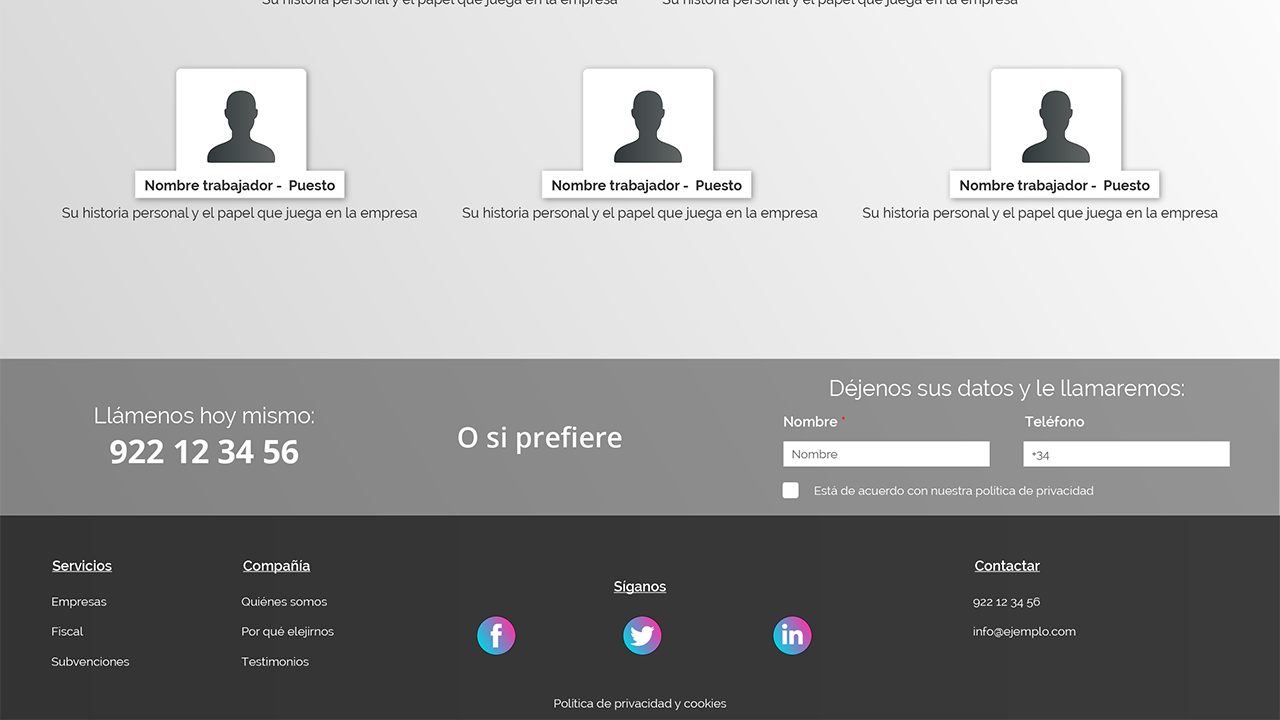 Su historia personal y el papel que juega en la empresa
Su historia personal y el papel que juega en la empresa
Nombre trabajador - Puesto
Su historia personal y el papel que juega en la empresa
Nombre trabajador - Puesto
Su historia personal y el papel que juega en la empresa
Nombre trabajador - Puesto
Su historia personal y el papel que juega en la empresa
Llámenos hoy mismo:
922 12 34 56
O si prefiere
Déjenos sus datos y le llamaremos:
Nombre *
Teléfono
Nombre
+34
Está de acuerdo con nuestra política de privacidad
Servicios
Empresas
Fiscal
Subvenciones
Compañia
Quiénes somos
Por qué elejirnos
Testimonios
Síganos
f
in
Contactar
922 12 34 56
info@ejemplo.com
Política de privacidad y cookies